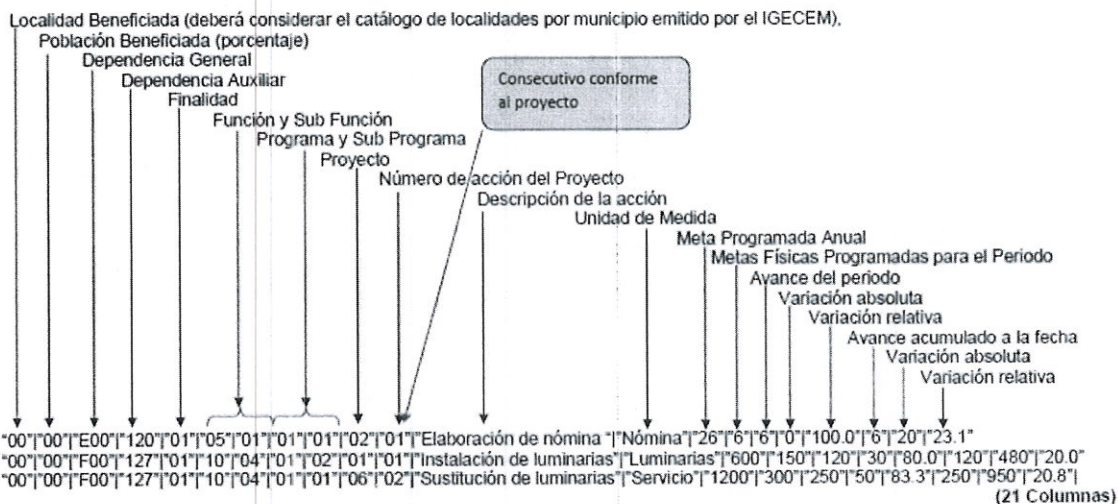 Localidad Beneficiada (deberá considerar el catálogo de localidades por municipio emitido por el IGECEM),
Población Beneficiada (porcentaje)
Dependencia General
Dependencia Auxiliar
Finalidad
Función y Sub Función
Programa y Sub Programa
Proyecto
Consecutivo conforme
al proyecto
Número de acción del Proyecto
Descripción de la acción
Unidad de Medida
Meta Programada Anual
Metas Físicas Programadas para el Periodo
Avance del periodo
Variación absoluta
Variación relativa
Avance acumulado a la fecha
Variación absoluta
Variación relativa
"00"|"00"|"E00"|"120"|"01"|"05"|"01"|"01"|"01"|"02"|"01"|"Elaboración de nómina "|"Nómina"|"26"|"6"|"6"|"0"|"100.0"|"6"|"20"|"23.1"
"00"|"00"|"F00"|"127"|"01"|"10"|"04"|"01"|"02"|"01"|"01"|"Instalación de luminarias"|"Luminarias"|"600"|"150"|"120"|"30"|"80.0"|"120"|"480"|"20.0"
"00"|"00"|"F00"|"127"|"01"|"10"|"04"|"01"|"01"|"06"|"02"|"Sustitución de luminarias"|"Servicio"|"1200"|"300"|"250"|"50"|"83.3"|"250"|"950"|"20.8"|
(21 Columnas)